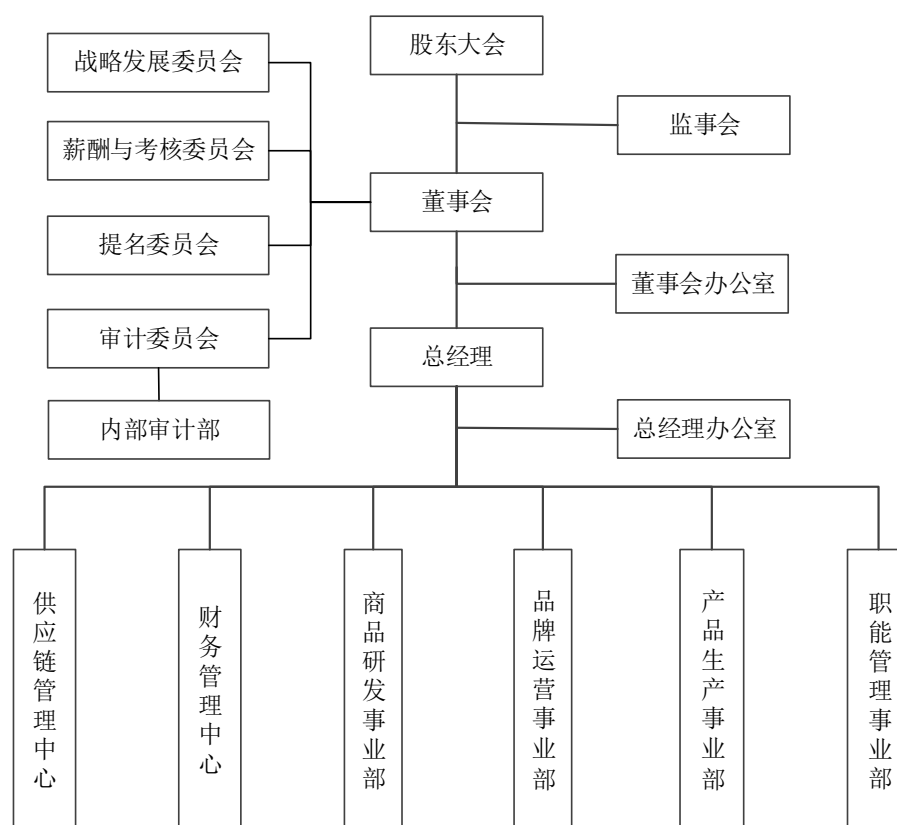 股东大会
战略发展委员会
监事会
薪酬与考核委员会
董事会
提名委员会
董事会办公室
审计委员会
总经理
内部审计部
总经理办公室
供应链管理中心
财务管理中心
商品研发事业部
品牌运营事业部
产品生产事业部
职能管理事业部